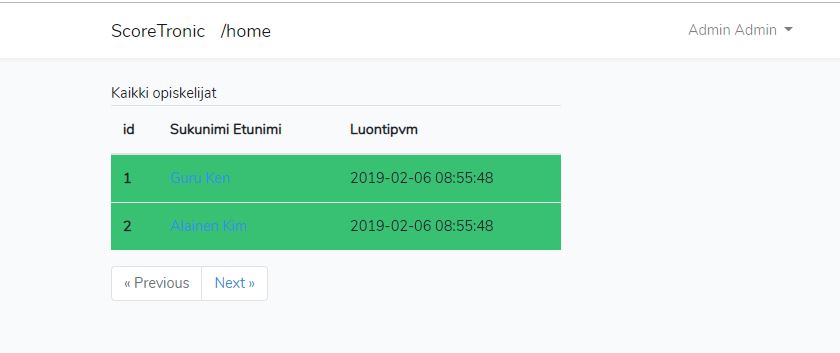 ScoreTronic /home Admin Admin
Kaikki opiskelijat
id Sukunimi Etunimi Luontipvm
1 Guru Ken 2019-02-06 08:55:48
2 Alainen Kim 2019-02-06 08:55:48
« Previous Next »